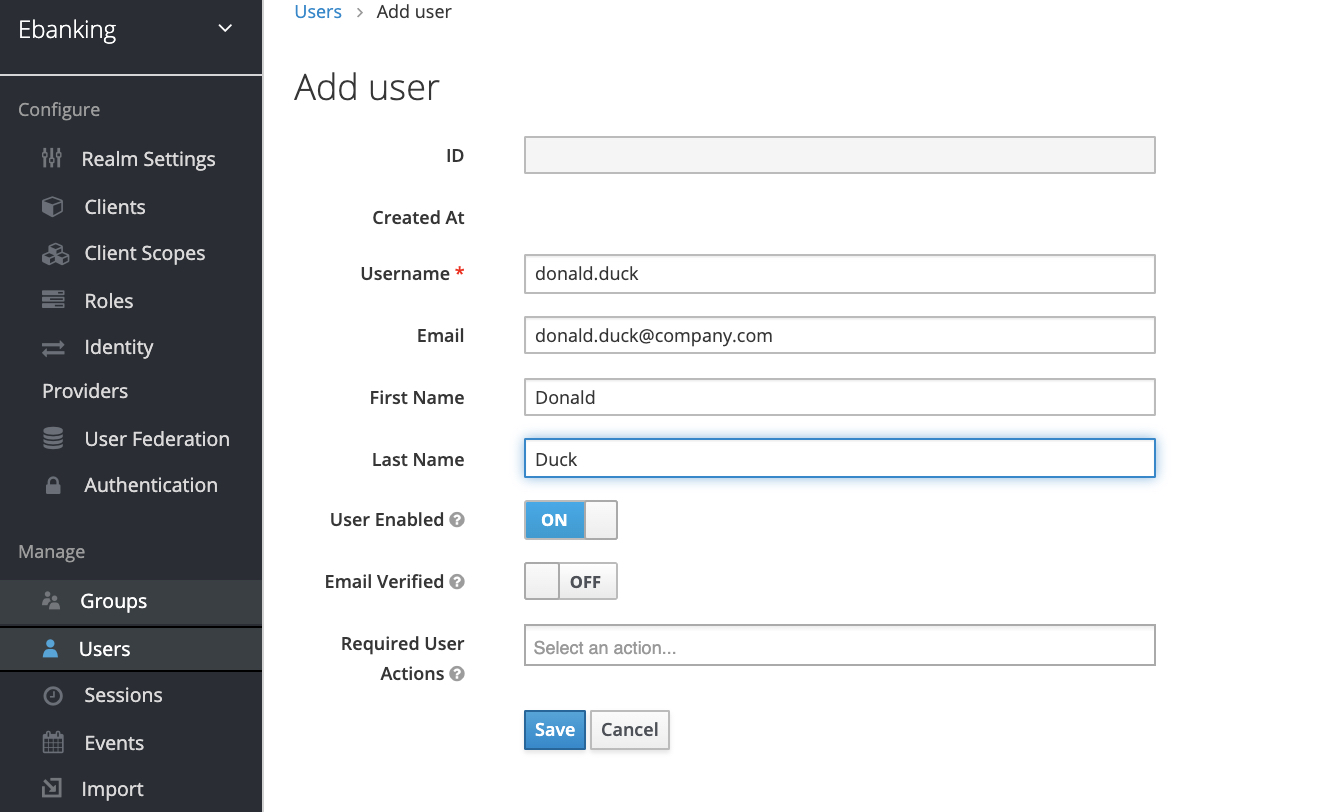 Ebanking
Configure
Realm Settings
Clients
Client Scopes
Roles
Identity
Providers
User Federation
Authentication
Manage
Groups
Users
Sessions
Events
Import
Users > Add user
Add user
ID
Created At
Username * donald.duck
Email donald.duck@company.com
First Name Donald
Last Name Duck
User Enabled ON
Email Verified OFF
Required User
Actions Select an action...
Save Cancel